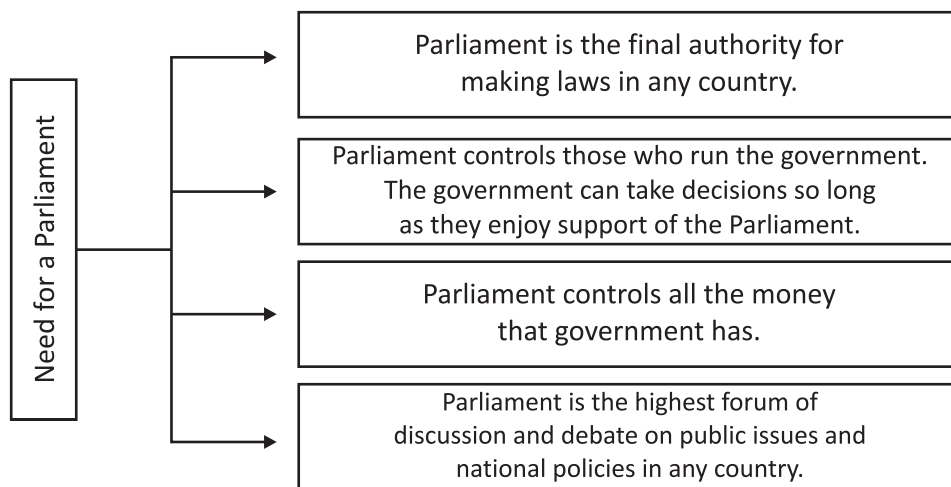 Need for a Parliament
Parliament is the final authority for
making laws in any country.
Parliament controls those who run the government.
The government can take decisions so long
as they enjoy support of the Parliament.
Parliament controls all the money
that government has.
Parliament is the highest forum of
discussion and debate on public issues and
national policies in any country.